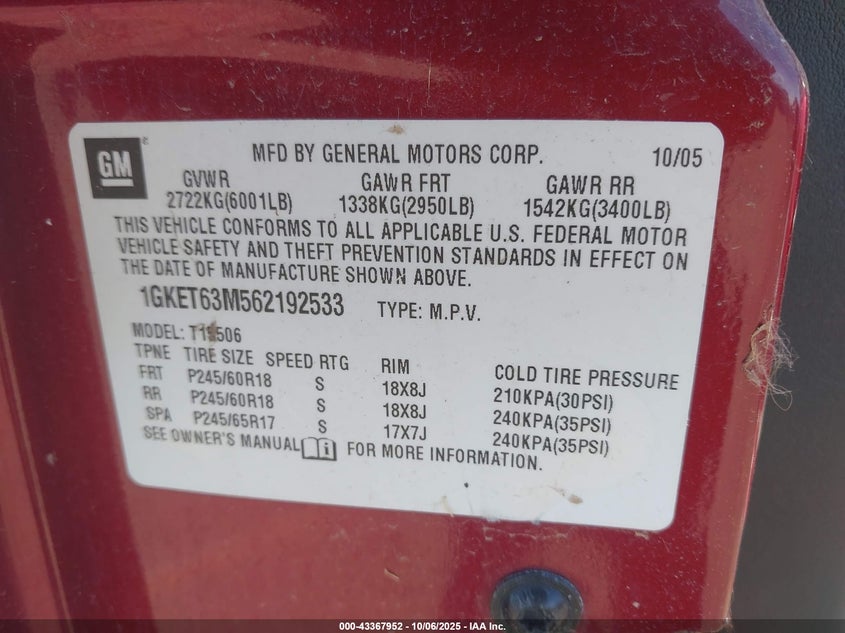 GM
MFD BY GENERAL MOTORS CORP. 10/05
GVWR GAWR FRT GAWR RR
2722KG(6001LB) 1338KG(2950LB) 1542KG(3400LB)
THIS VEHICLE CONFORMS TO ALL APPLICABLE U.S. FEDERAL MOTOR
VEHICLE SAFETY AND THEFT PREVENTION STANDARDS IN EFFECT ON
THE DATE OF MANUFACTURE SHOWN ABOVE.
1GKET63M562192533 TYPE: M.P.V.
MODEL: T15506
TPNE TIRE SIZE SPEED RTG RIM COLD TIRE PRESSURE
FRT P245/60R18 S 18X8J 210KPA(30PSI)
RR P245/60R18 S 18X8J 240KPA(35PSI)
SPA P245/65R17 S 17X7J 240KPA(35PSI)
SEE OWNER'S MANUAL FOR MORE INFORMATION.
000-43367952 - 10/06/2025 - IAA Inc.